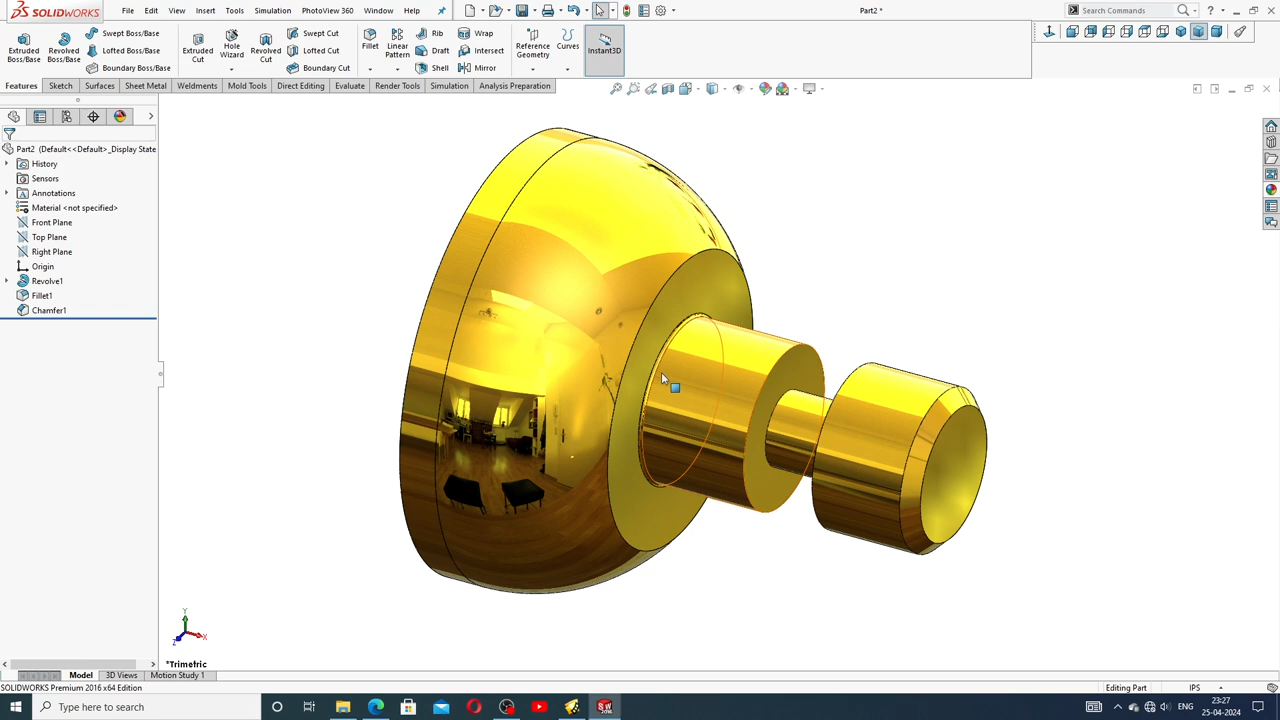 SOLIDWORKS File Edit View Insert Tools Simulation PhotoView 360 Window Help Part2 * Search Commands
Extruded Boss/Base
Revolved Boss/Base
Swept Boss/Base
Lofted Boss/Base
Boundary Boss/Base
Extruded Cut
Hole Wizard
Revolved Cut
Swept Cut
Lofted Cut
Boundary Cut
Fillet
Linear Pattern
Rib
Draft
Shell
Wrap
Intersect
Mirror
Reference Geometry
Curves
Instant3D
Features Sketch Surfaces Sheet Metal Weldments Mold Tools Direct Editing Evaluate Render Tools Simulation Analysis Preparation
Part2 (Default<<Default>_Display State
History
Sensors
Annotations
Material <not specified>
Front Plane
Top Plane
Right Plane
Origin
Revolve1
Fillet1
Chamfer1
Y
X
Z
*Trimetric
Model 3D Views Motion Study 1
SOLIDWORKS Premium 2016 x64 Edition Editing Part IPS
Type here to search ENG 23:27
25-04-2024